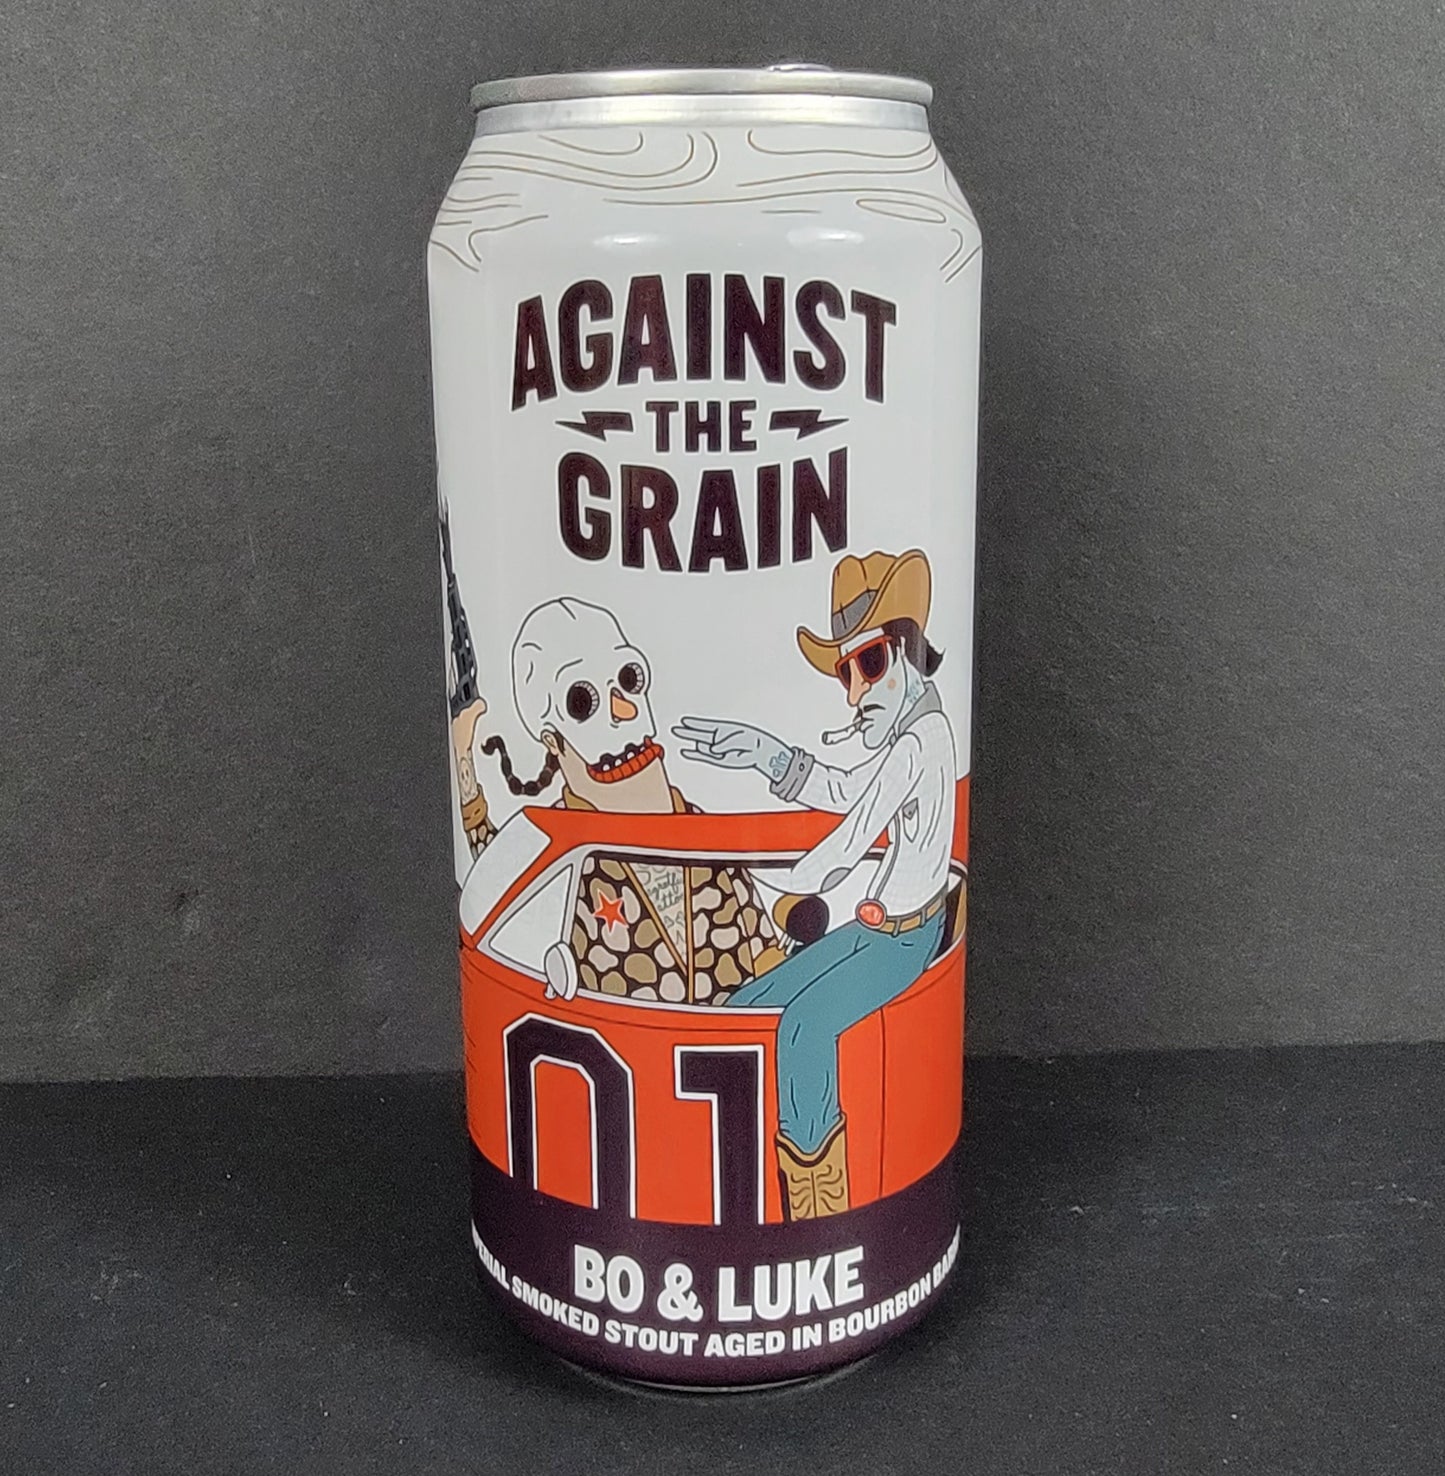 AGAINST
THE
GRAIN
01
BO & LUKE
SMOKED STOUT AGED IN BOURBON